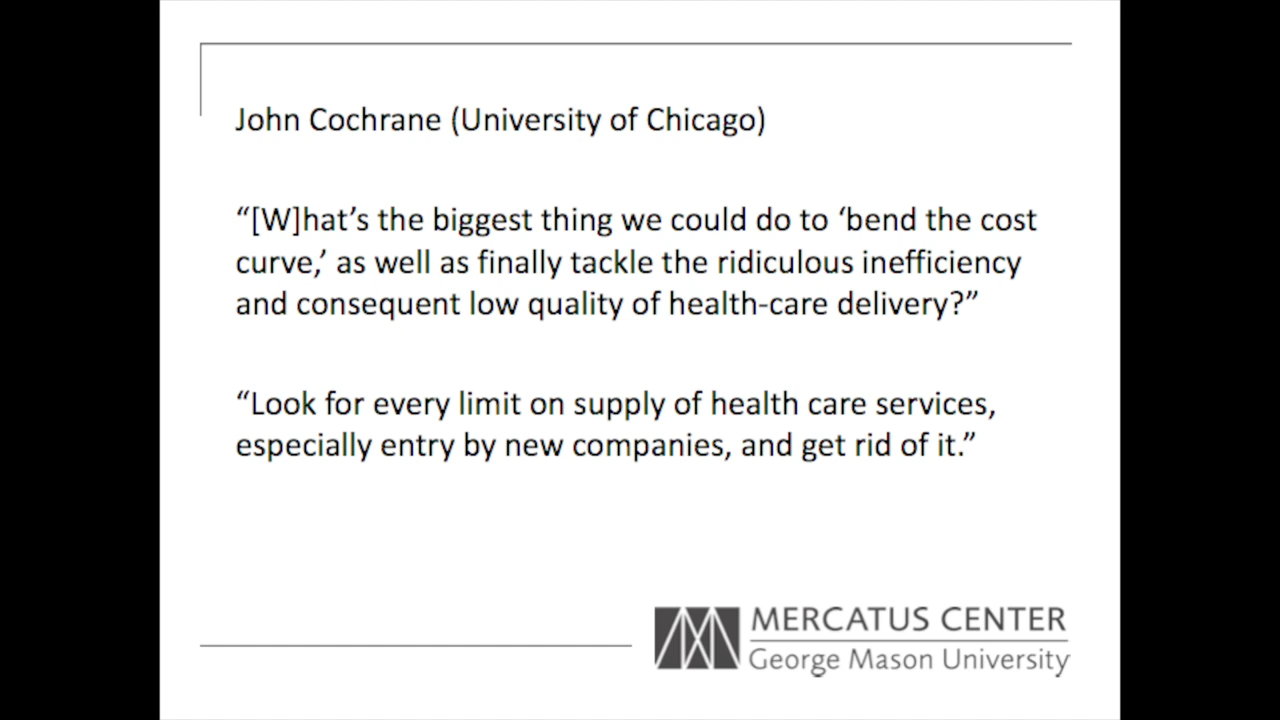 John Cochrane (University of Chicago)
“[W]hat’s the biggest thing we could do to ‘bend the cost
curve,’ as well as finally tackle the ridiculous inefficiency
and consequent low quality of health-care delivery?”
“Look for every limit on supply of health care services,
especially entry by new companies, and get rid of it.”
MERCATUS CENTER
George Mason University